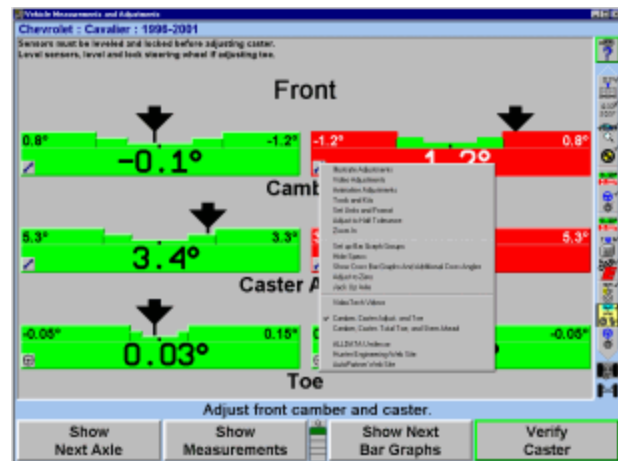 Vehicle Measurements and Adjustments
Chevrolet : Cavalier : 1996-2001
Sensors must be leveled and locked before adjusting caster.
Level sensors, level and lock steering wheel if adjusting toe.
Front
0.8° -1.2° -1.2° 0.8°
-0.1° 1.2°
Camb
Illustrate Adjustments
Video Adjustments
Animation Adjustments
Tools and Kits
Set Units and Format
Adjust to Half Tolerance
Zoom In
5.3° 3.3° 5.3°
3.4°
Set up Bar Graph Groups
Hide Specs
Show Cross Bar Graphs And Additional Cross Angles
Adjust to Zero
Jack Up Axle
Caster A
Video Tech Videos
-0.05° 0.15° -0.05°
0.03°
Camber, Caster Adjust, and Toe
Camber, Caster, Total Toe, and Steer Ahead
ALLDATA Undercar
Hunter Engineering Web Site
Toe
Adjust front camber and caster.
Show Next Axle
Show Measurements
Show Next Bar Graphs
Verify Caster